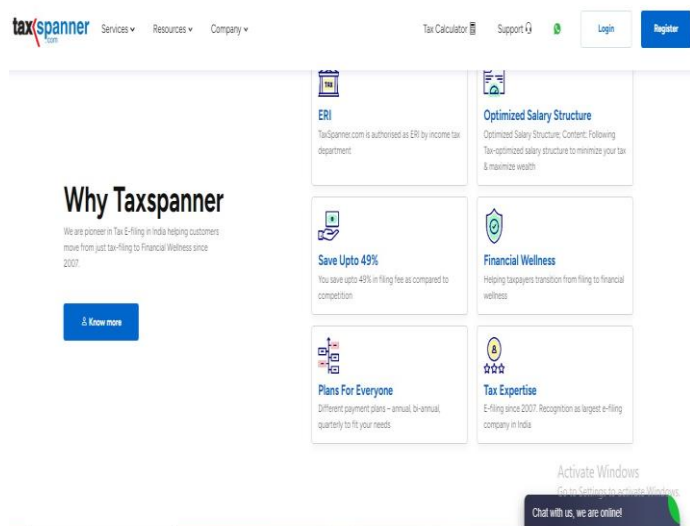 taxspanner
.com
Services
Resources
Company
Tax Calculator
Support
Login
Register
TAX
ERI
TaxSpanner.com is authorised as ERI by income tax
department
Optimized Salary Structure
Optimized Salary Structure; Content: Following
Tax-optimized salary structure to minimize your tax
& maximize wealth
Why Taxspanner
We are pioneer in Tax E-filing in India helping customers
move from just tax-filing to Financial Wellness since
2007.
Know more
Save Upto 49%
You save upto 49% in filing fee as compared to
competition
Financial Wellness
Helping taxpayers transition from filing to financial
wellness
Plans For Everyone
Different payment plans – annual, bi-annual,
quarterly to fit your needs
Tax Expertise
E-filing since 2007. Recognition as largest e-filing
company in India
Activate Windows
Go to Settings to activate Windows.
Chat with us, we are online!